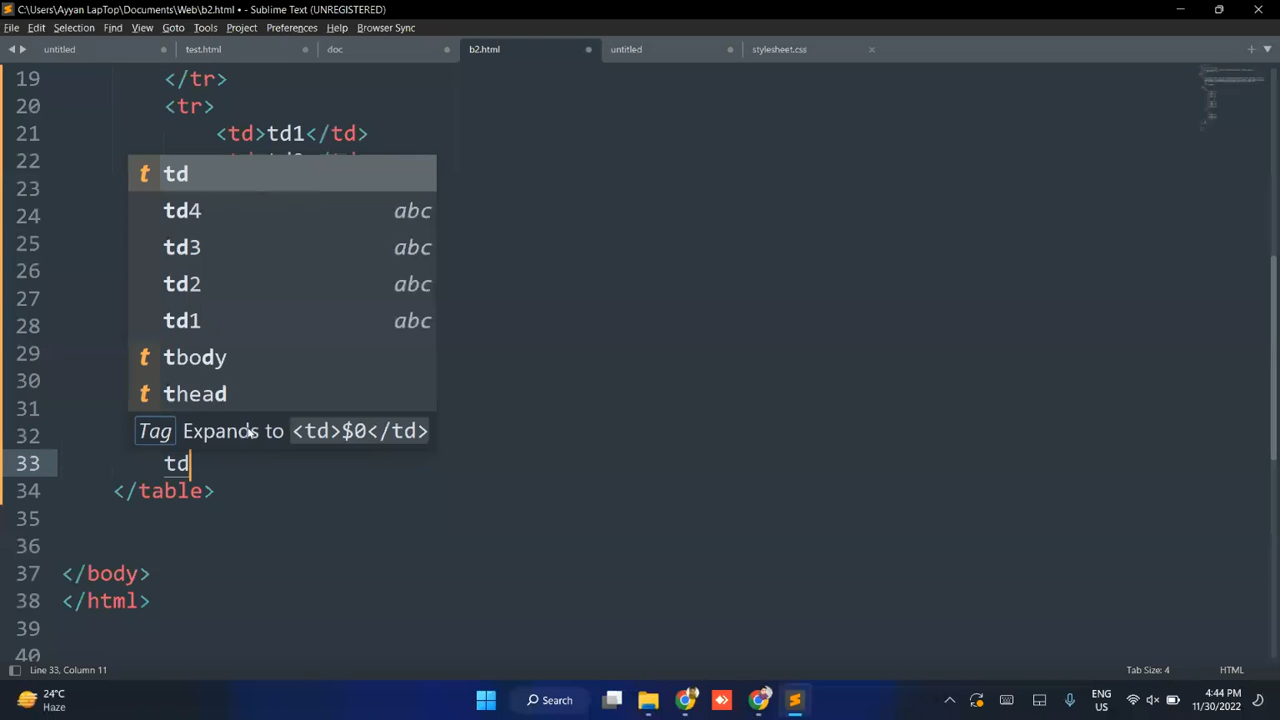 C:\Users\Ayyan LapTop\Documents\Web\b2.html • - Sublime Text (UNREGISTERED)
File Edit Selection Find View Goto Tools Project Preferences Help Browser Sync
untitled test.html doc b2.html untitled stylesheet.css
19 </tr>
20 <tr>
21 <td>td1</td>
22
23 td
24 td4 abc
25 td3 abc
26 td2 abc
27
28 td1 abc
29 tbody
30
31 thead
32 Tag Expands to <td>$0</td>
33 td
34 </table>
35
36
37 </body>
38 </html>
39
40
Line 33, Column 11 Tab Size: 4 HTML
24°C
Haze
Search
ENG
US
4:44 PM
11/30/2022